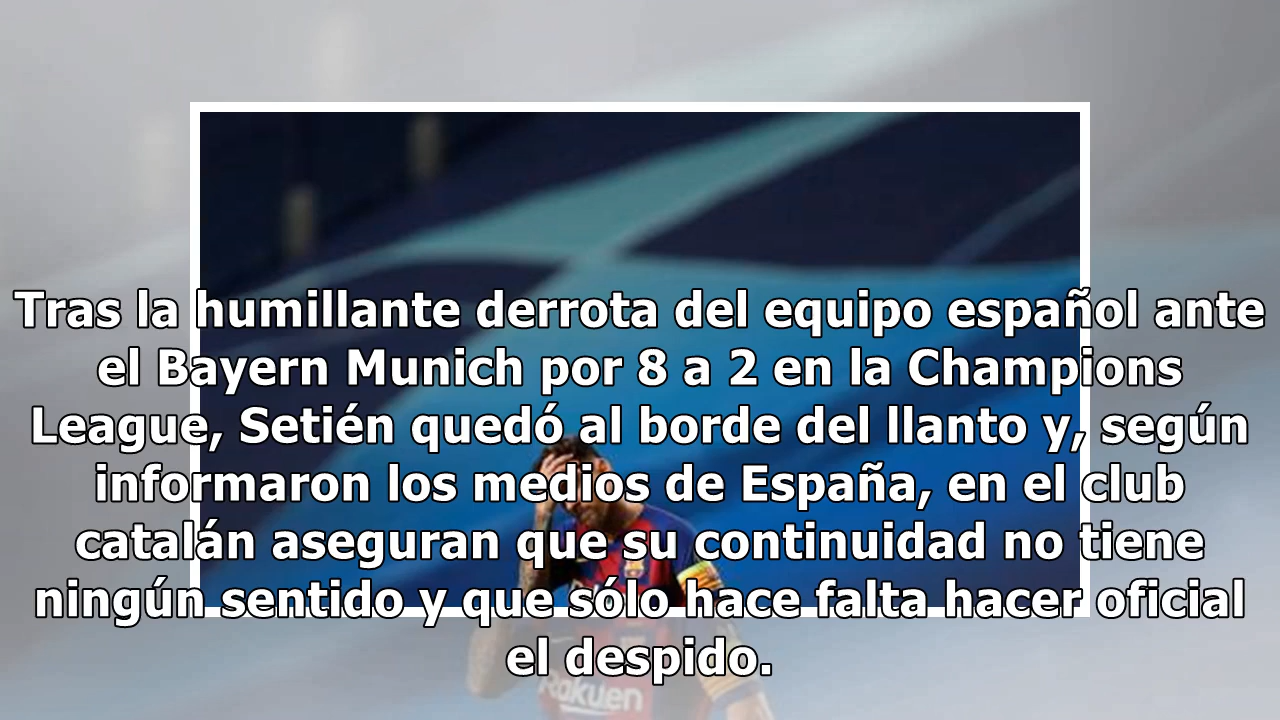 Tras la humillante derrota del equipo español ante
el Bayern Munich por 8 a 2 en la Champions
League, Setién quedó al borde del llanto y, según
informaron los medios de España, en el club
catalán aseguran que su continuidad no tiene
ningún sentido y que sólo hace falta hacer oficial
el despido.
Rakuten